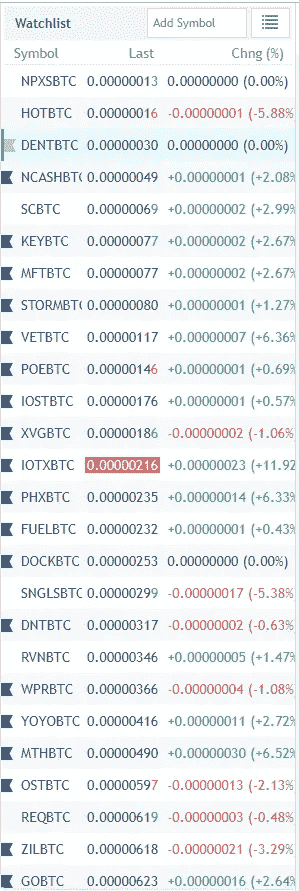 Watchlist Add Symbol
Symbol Last Chng (%)
NPXSBTC 0.00000013 0.00000000 (0.00%)
HOTBTC 0.00000016 -0.00000001 (-5.88%
DENTBTC 0.00000030 0.00000000 (0.00%)
NCASHBTC 0.00000049 +0.00000001 (+2.08%
SCBTC 0.00000069 +0.00000002 (+2.99%
KEYBTC 0.00000077 +0.00000002 (+2.67%
MFTBTC 0.00000077 +0.00000002 (+2.67%
STORMBTC 0.00000080 +0.00000001 (+1.27%
VETBTC 0.00000117 +0.00000007 (+6.36%
POEBTC 0.00000146 +0.00000001 (+0.69%
IOSTBTC 0.00000176 +0.00000001 (+0.57%
XVGBTC 0.00000186 -0.00000002 (-1.06%
IOTXBTC 0.00000216 +0.00000023 (+11.92
PHXBTC 0.00000235 +0.00000014 (+6.33%
FUELBTC 0.00000232 +0.00000001 (+0.43%
DOCKBTC 0.00000253 0.00000000 (0.00%)
SNGLSBTC 0.00000299 -0.00000017 (-5.38%
DNTBTC 0.00000317 -0.00000002 (-0.63%
RVNBTC 0.00000346 +0.00000005 (+1.47%
WPRBTC 0.00000366 -0.00000004 (-1.08%
YOYOBTC 0.00000416 +0.00000011 (+2.72%
MTHBTC 0.00000490 +0.00000030 (+6.52%
OSTBTC 0.00000597 -0.00000013 (-2.13%
REQBTC 0.00000619 -0.00000003 (-0.48%
ZILBTC 0.00000618 -0.00000021 (-3.29%
GOBTC 0.00000623 +0.00000016 (+2.64%